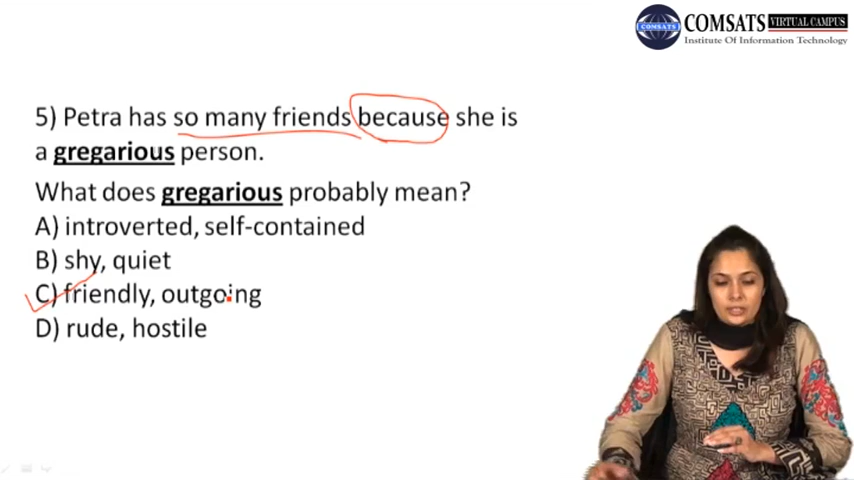 COMSATS VIRTUAL CAMPUS
COMSATS
Institute Of Information Technology
5) Petra has so many friends because she is
a gregarious person.
What does gregarious probably mean?
A) introverted, self-contained
B) shy, quiet
C) friendly, outgoing
D) rude, hostile